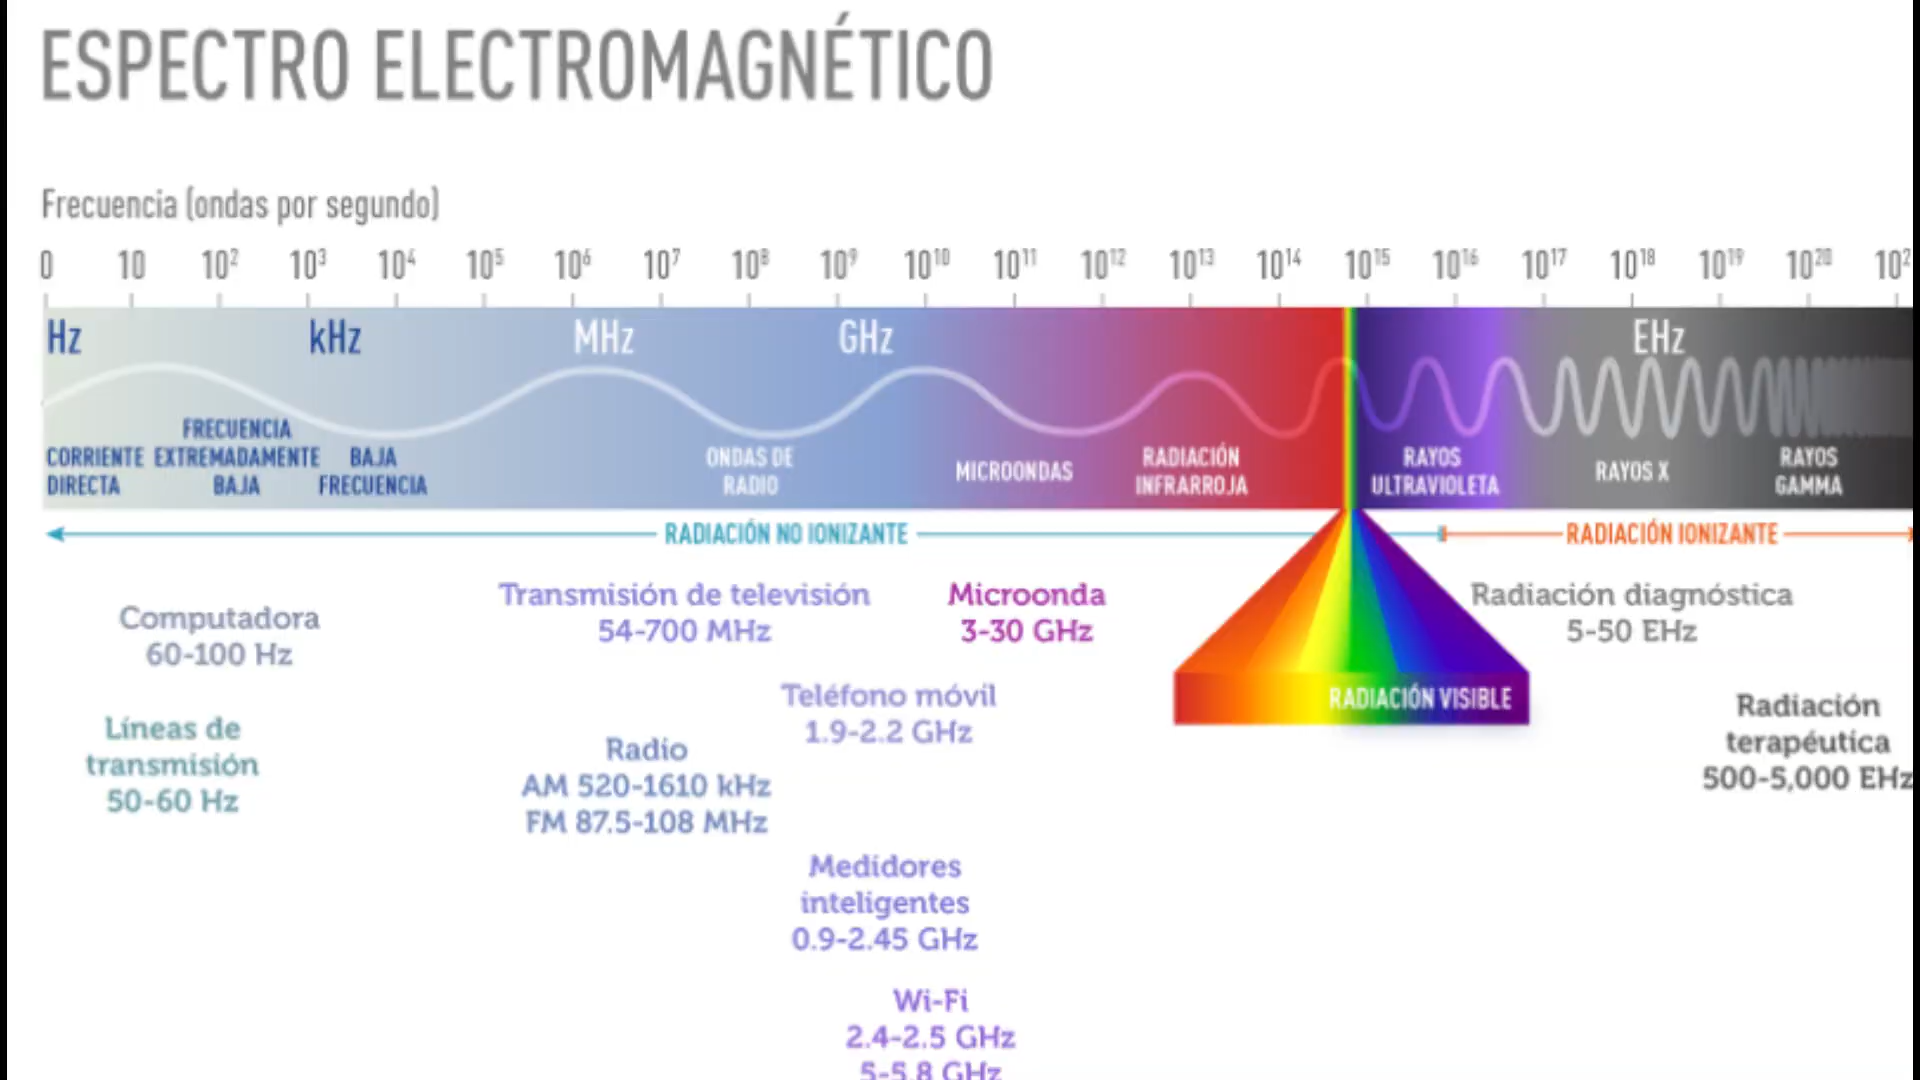 ESPECTRO ELECTROMAGNÉTICO
Frecuencia (ondas por segundo)
0 10 10² 10³ 10⁴ 10⁵ 10⁶ 10⁷ 10⁸ 10⁹ 10¹⁰ 10¹¹ 10¹² 10¹³ 10¹⁴ 10¹⁵ 10¹⁶ 10¹⁷ 10¹⁸ 10¹⁹ 10²⁰ 10²
Hz kHz MHz GHz EHz
CORRIENTE
DIRECTA
FRECUENCIA
EXTREMADAMENTE
BAJA
BAJA
FRECUENCIA
ONDAS DE
RADIO
MICROONDAS
RADIACIÓN
INFRARROJA
RAYOS
ULTRAVIOLETA
RAYOS X
RAYOS
GAMMA
RADIACIÓN NO IONIZANTE
RADIACIÓN IONIZANTE
Computadora
60-100 Hz
Líneas de
transmisión
50-60 Hz
Transmisión de televisión
54-700 MHz
Radio
AM 520-1610 kHz
FM 87.5-108 MHz
Teléfono móvil
1.9-2.2 GHz
Medidores
inteligentes
0.9-2.45 GHz
Wi-Fi
2.4-2.5 GHz
5-5.8 GHz
Microonda
3-30 GHz
RADIACIÓN VISIBLE
Radiación diagnóstica
5-50 EHz
Radiación
terapéutica
500-5,000 EHz